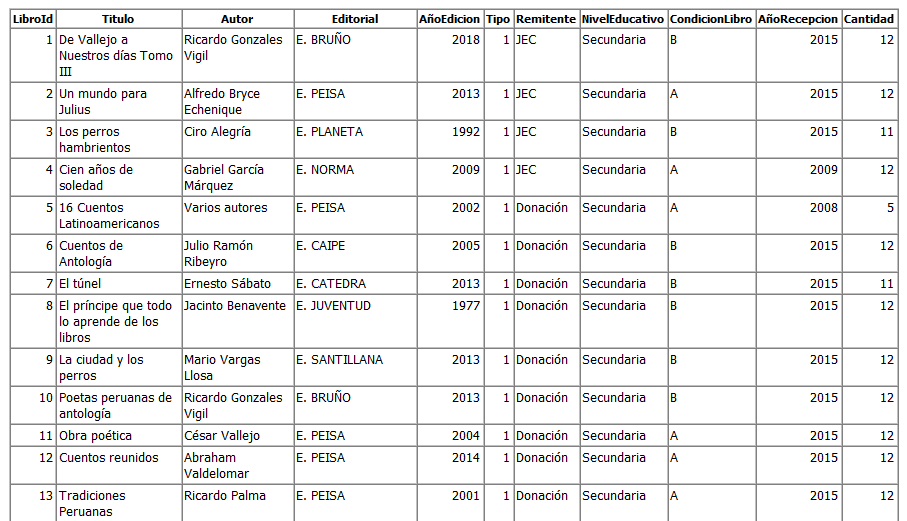 LibroId Titulo Autor Editorial AñoEdicion Tipo Remitente NivelEducativo CondicionLibro AñoRecepcion Cantidad
1 De Vallejo a Ricardo Gonzales E. BRUÑO 2018 1 JEC Secundaria B 2015 12
Nuestros días Tomo Vigil
III
2 Un mundo para Alfredo Bryce E. PEISA 2013 1 JEC Secundaria A 2015 12
Julius Echenique
3 Los perros Ciro Alegría E. PLANETA 1992 1 JEC Secundaria B 2015 11
hambrientos
4 Cien años de Gabriel García E. NORMA 2009 1 JEC Secundaria A 2009 12
soledad Márquez
5 16 Cuentos Varios autores E. PEISA 2002 1 Donación Secundaria A 2008 5
Latinoamericanos
6 Cuentos de Julio Ramón E. CAIPE 2005 1 Donación Secundaria B 2015 12
Antología Ribeyro
7 El túnel Ernesto Sábato E. CATEDRA 2013 1 Donación Secundaria B 2015 11
8 El príncipe que todo Jacinto Benavente E. JUVENTUD 1977 1 Donación Secundaria B 2015 12
lo aprende de los
libros
9 La ciudad y los Mario Vargas E. SANTILLANA 2013 1 Donación Secundaria B 2015 12
perros Llosa
10 Poetas peruanas de Ricardo Gonzales E. BRUÑO 2013 1 Donación Secundaria B 2015 12
antología Vigil
11 Obra poética César Vallejo E. PEISA 2004 1 Donación Secundaria A 2015 12
12 Cuentos reunidos Abraham E. PEISA 2014 1 Donación Secundaria A 2015 12
Valdelomar
13 Tradiciones Ricardo Palma E. PEISA 2001 1 Donación Secundaria A 2015 12
Peruanas